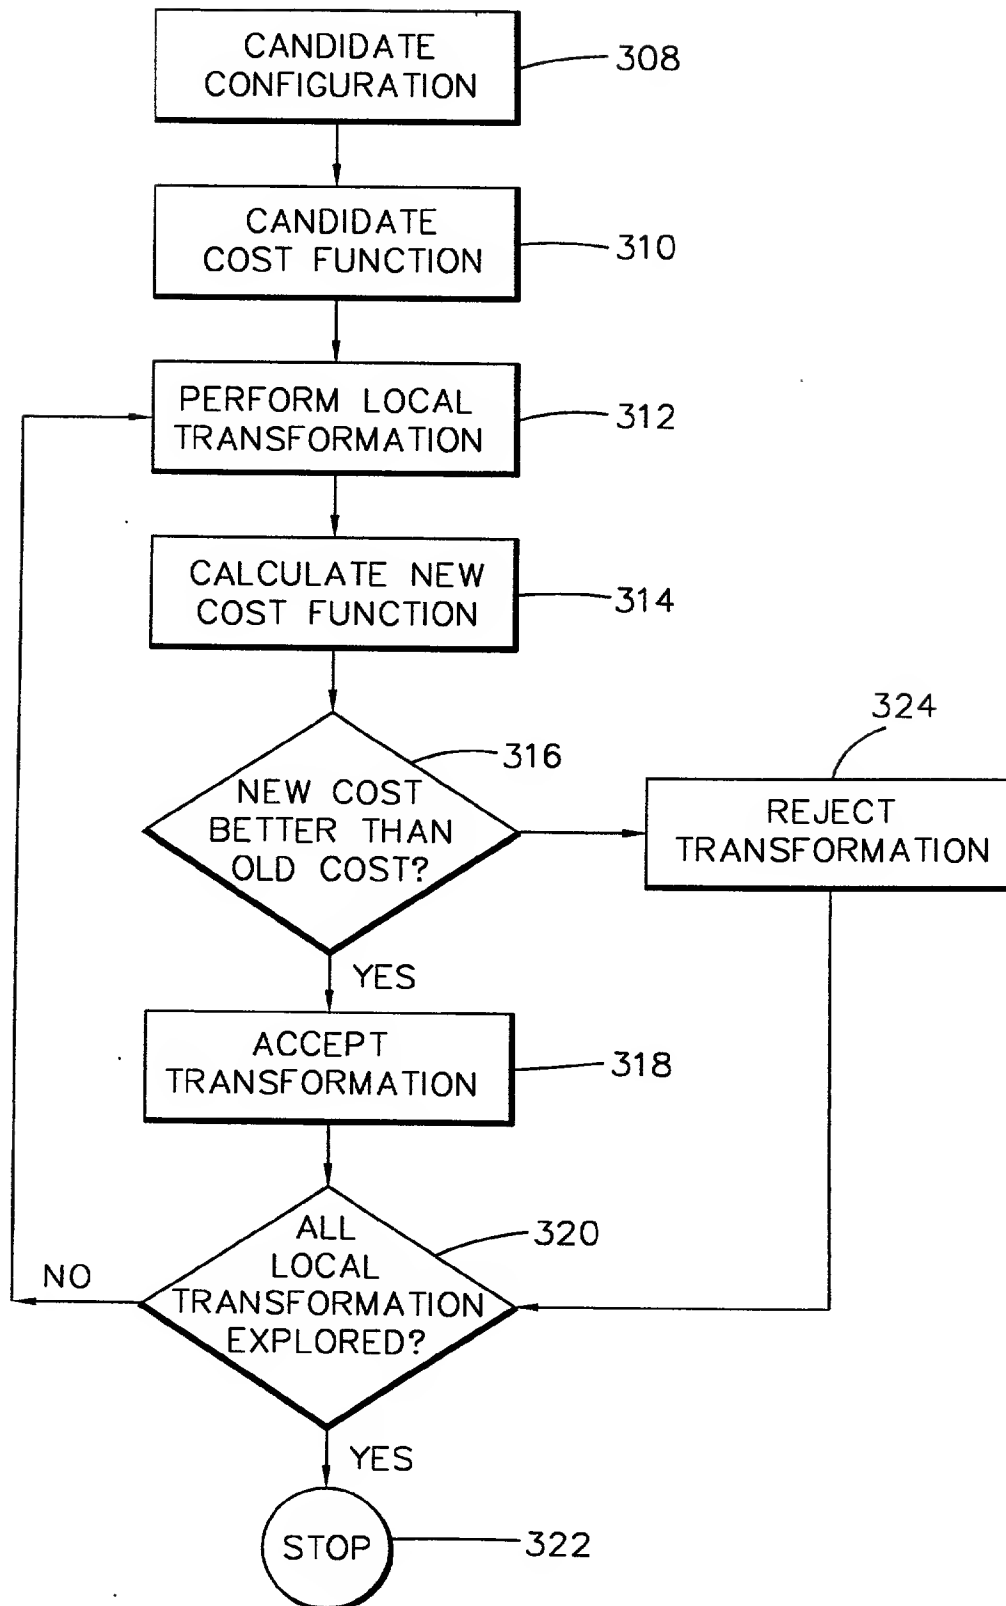 CANDIDATE
CONFIGURATION
308
CANDIDATE
COST FUNCTION
310
PERFORM LOCAL
TRANSFORMATION
312
CALCULATE NEW
COST FUNCTION
314
316
NEW COST
BETTER THAN
OLD COST?
324
REJECT
TRANSFORMATION
YES
ACCEPT
TRANSFORMATION
318
320
ALL
LOCAL
TRANSFORMATION
EXPLORED?
NO
YES
STOP
322